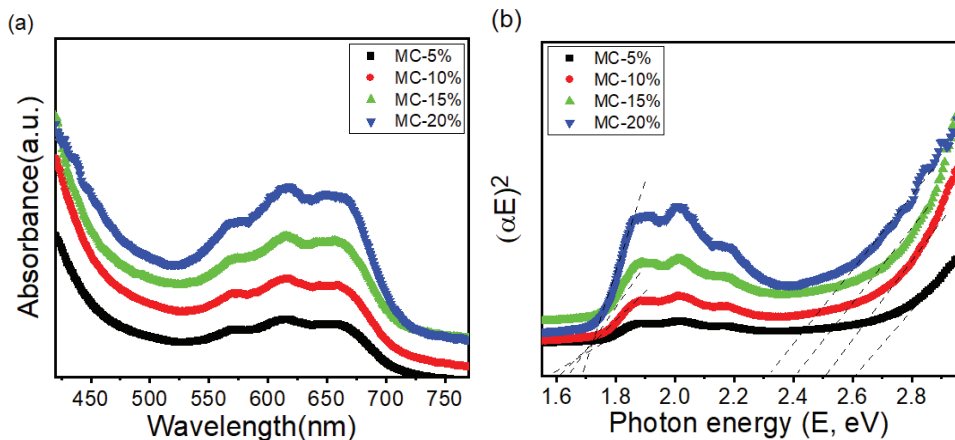 (a)
MC-5%
MC-10%
MC-15%
MC-20%
Absorbance(a.u.)
450 500 550 600 650 700 750
Wavelength(nm)
(b)
MC-5%
MC-10%
MC-15%
MC-20%
(αE)²
1.6 1.8 2.0 2.2 2.4 2.6 2.8
Photon energy (E, eV)